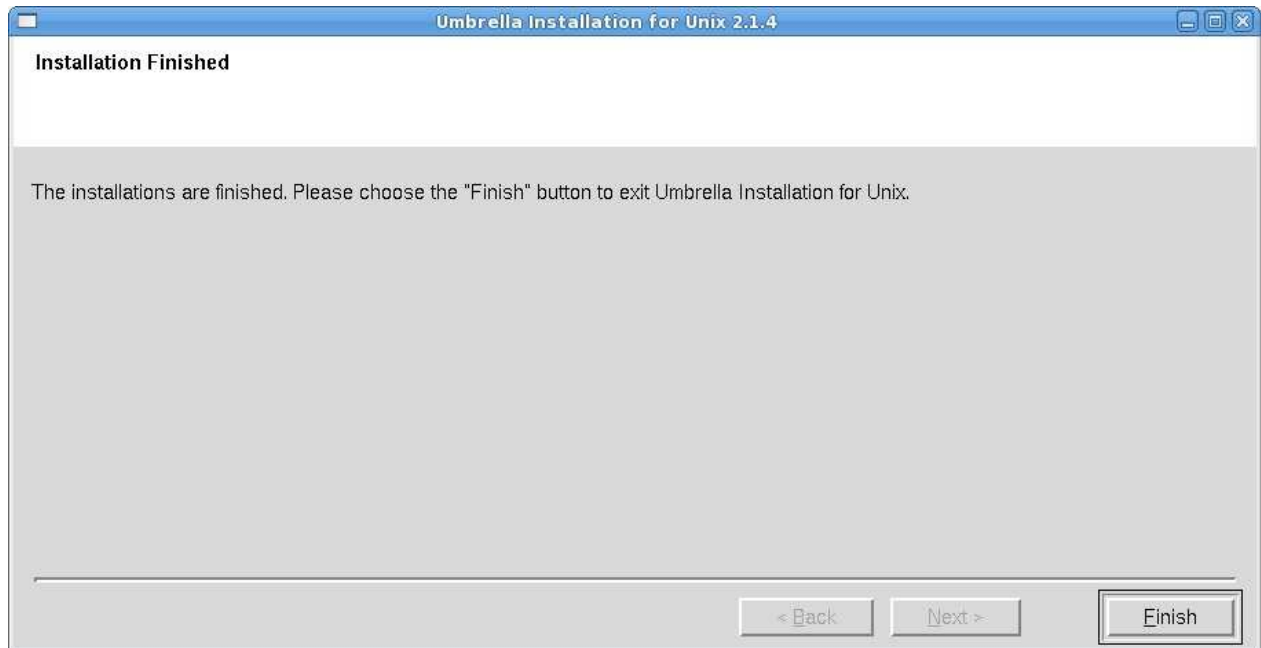 Umbrella Installation for Unix 2.1.4
Installation Finished
The installations are finished. Please choose the "Finish" button to exit Umbrella Installation for Unix.
< Back
Next >
Finish